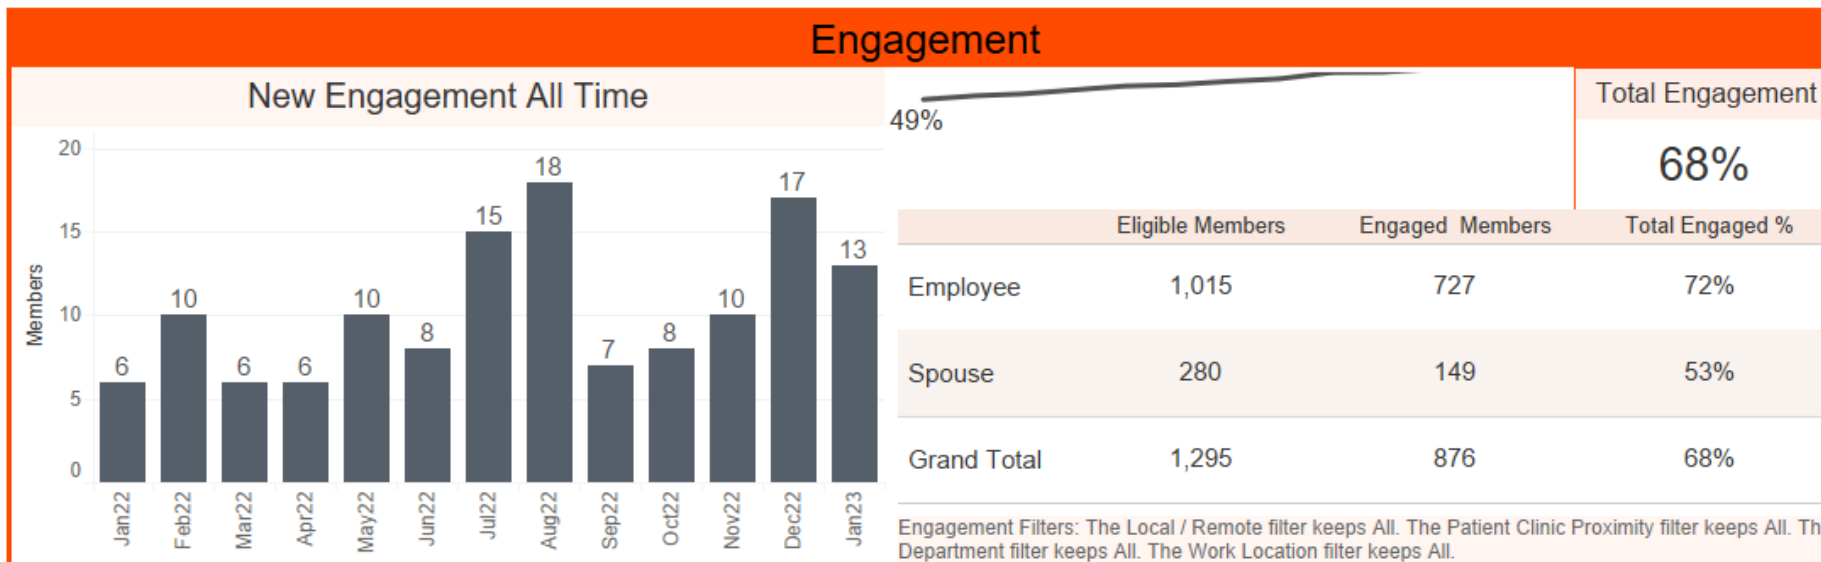 Engagement
New Engagement All Time
Members
20
15
10
5
0
6
10
6
6
10
8
15
18
7
8
10
17
13
Jan22
Feb22
Mar22
Apr22
May22
Jun22
Jul22
Aug22
Sep22
Oct22
Nov22
Dec22
Jan23
49%
Total Engagement
68%
Eligible Members Engaged Members Total Engaged %
Employee 1,015 727 72%
Spouse 280 149 53%
Grand Total 1,295 876 68%
Engagement Filters: The Local / Remote filter keeps All. The Patient Clinic Proximity filter keeps All. Th
Department filter keeps All. The Work Location filter keeps All.